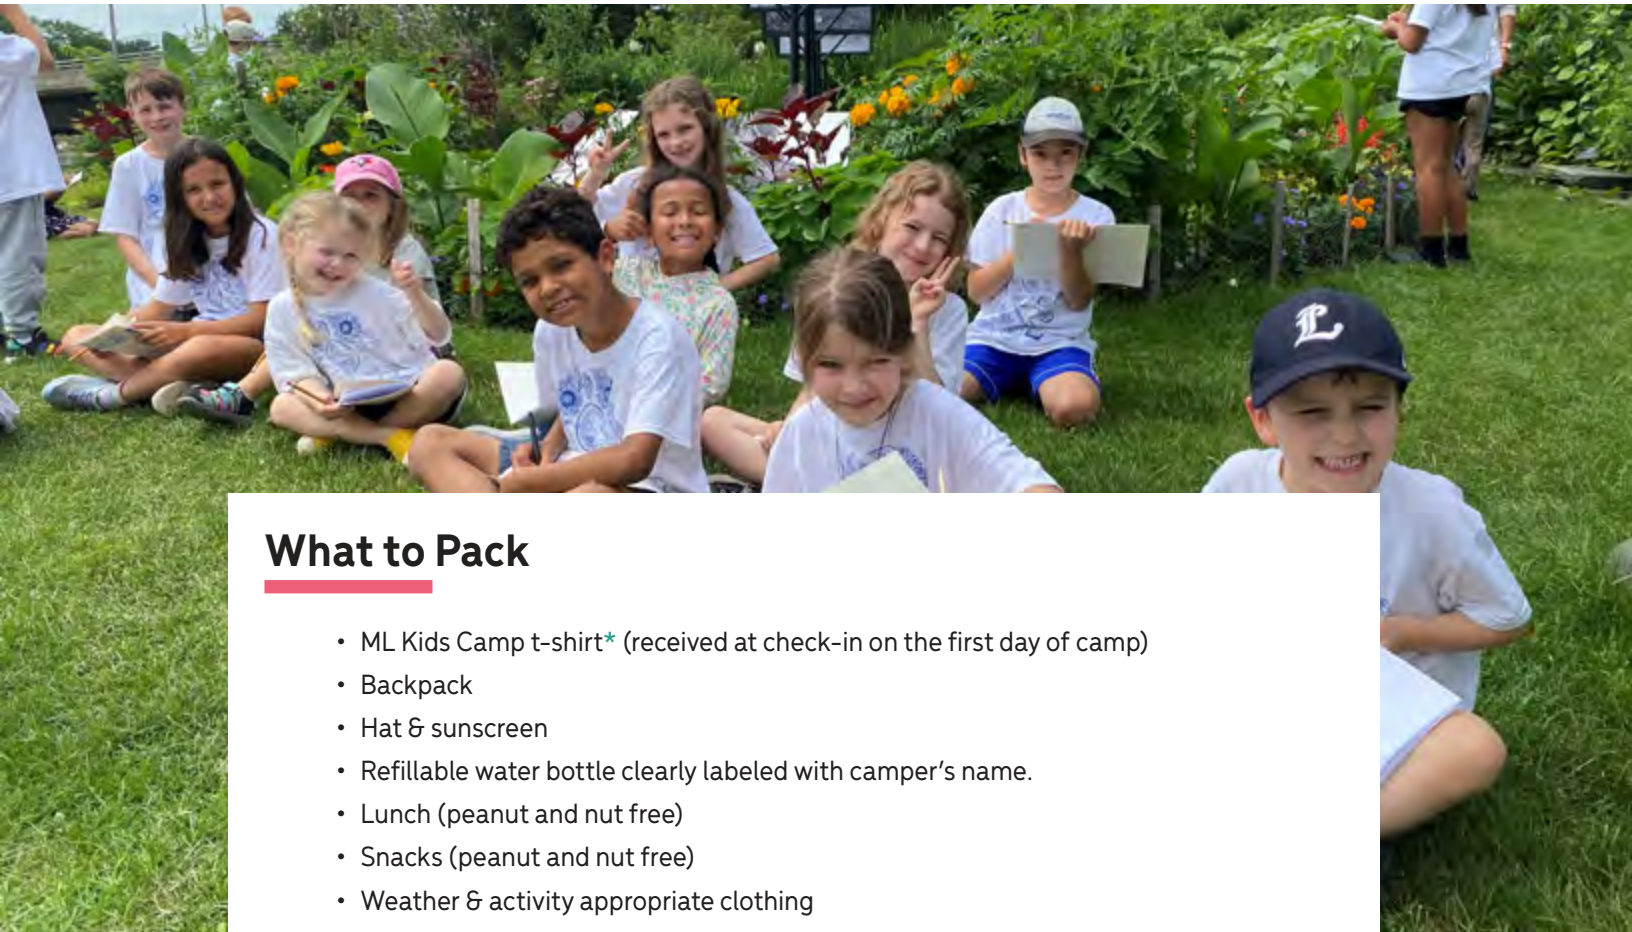 L
What to Pack
• ML Kids Camp t-shirt* (received at check-in on the first day of camp)
• Backpack
• Hat & sunscreen
• Refillable water bottle clearly labeled with camper's name.
• Lunch (peanut and nut free)
• Snacks (peanut and nut free)
• Weather & activity appropriate clothing